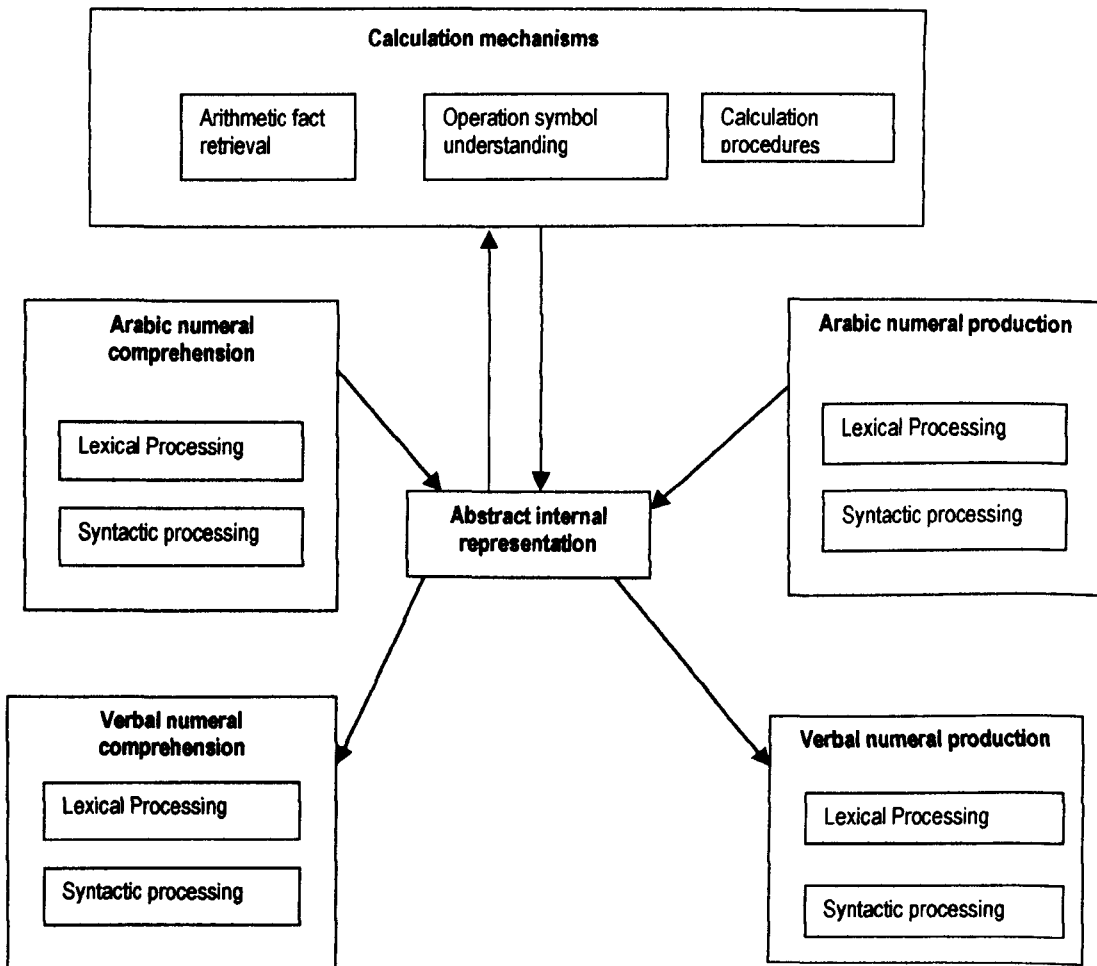 Calculation mechanisms
Arithmetic fact
retrieval
Operation symbol
understanding
Calculation
procedures
Arabic numeral
comprehension
Lexical Processing
Syntactic processing
Arabic numeral production
Lexical Processing
Syntactic processing
Abstract internal
representation
Verbal numeral
comprehension
Lexical Processing
Syntactic processing
Verbal numeral production
Lexical Processing
Syntactic processing